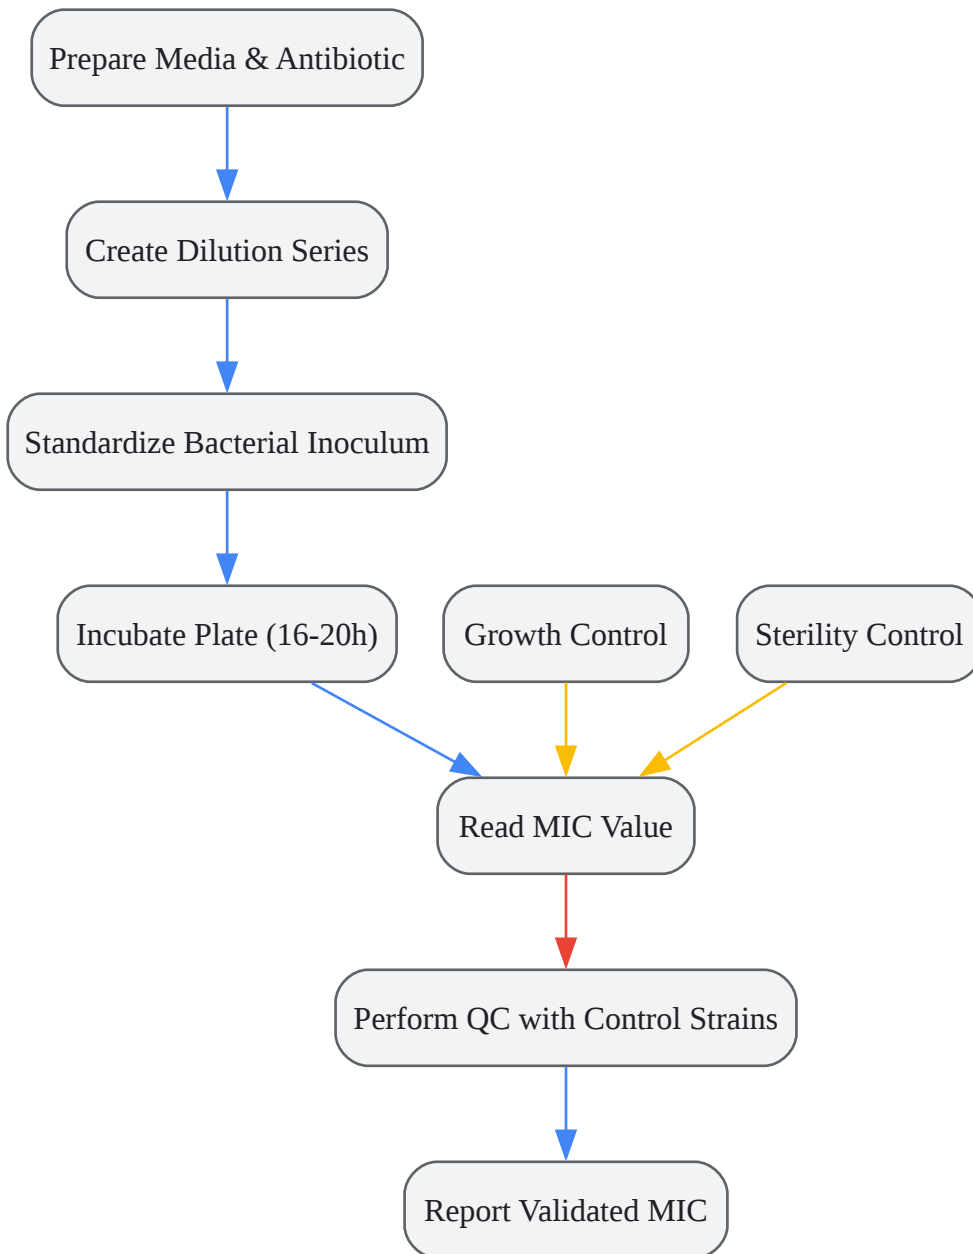 Prepare Media & Antibiotic
Create Dilution Series
Standardize Bacterial Inoculum
Incubate Plate (16-20h)
Growth Control
Sterility Control
Read MIC Value
Perform QC with Control Strains
Report Validated MIC